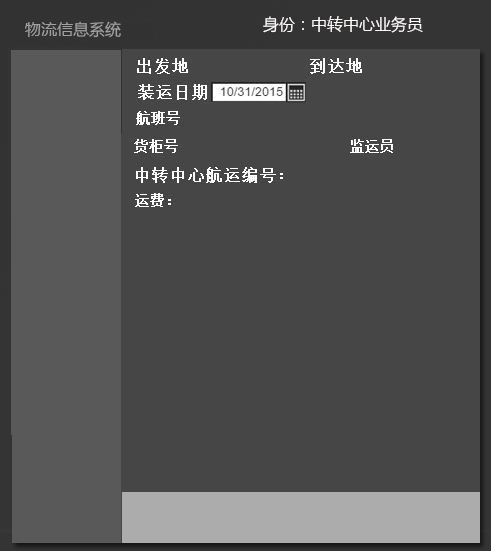 物流信息系统 身份：中转中心业务员
出发地 到达地
装运日期 10/31/2015
航班号
货柜号 监运员
中转中心航运编号：
运费：